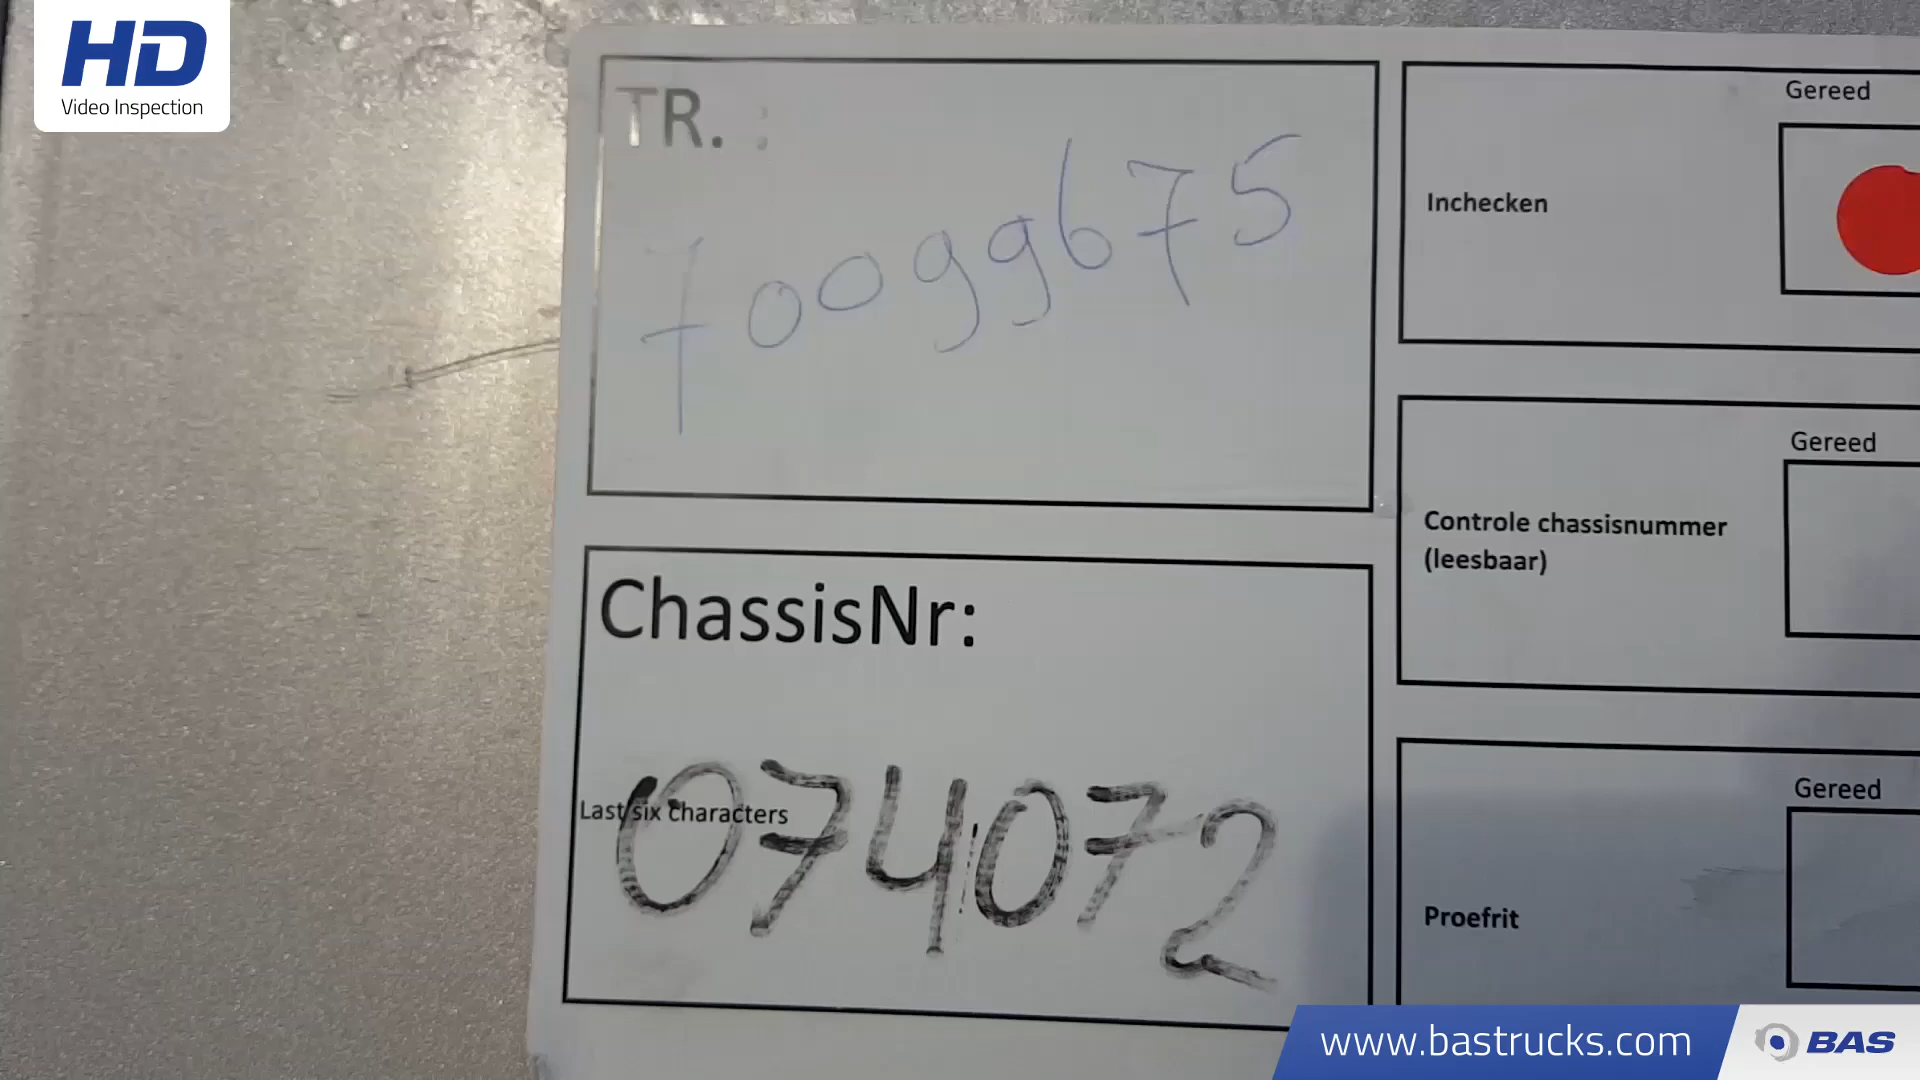 HD
Video Inspection
TR. :
70099675
ChassisNr:
Last six characters
074072
Gereed
Inchecken
Gereed
Controle chassisnummer
(leesbaar)
Gereed
Proefrit
www.bastrucks.com
BAS